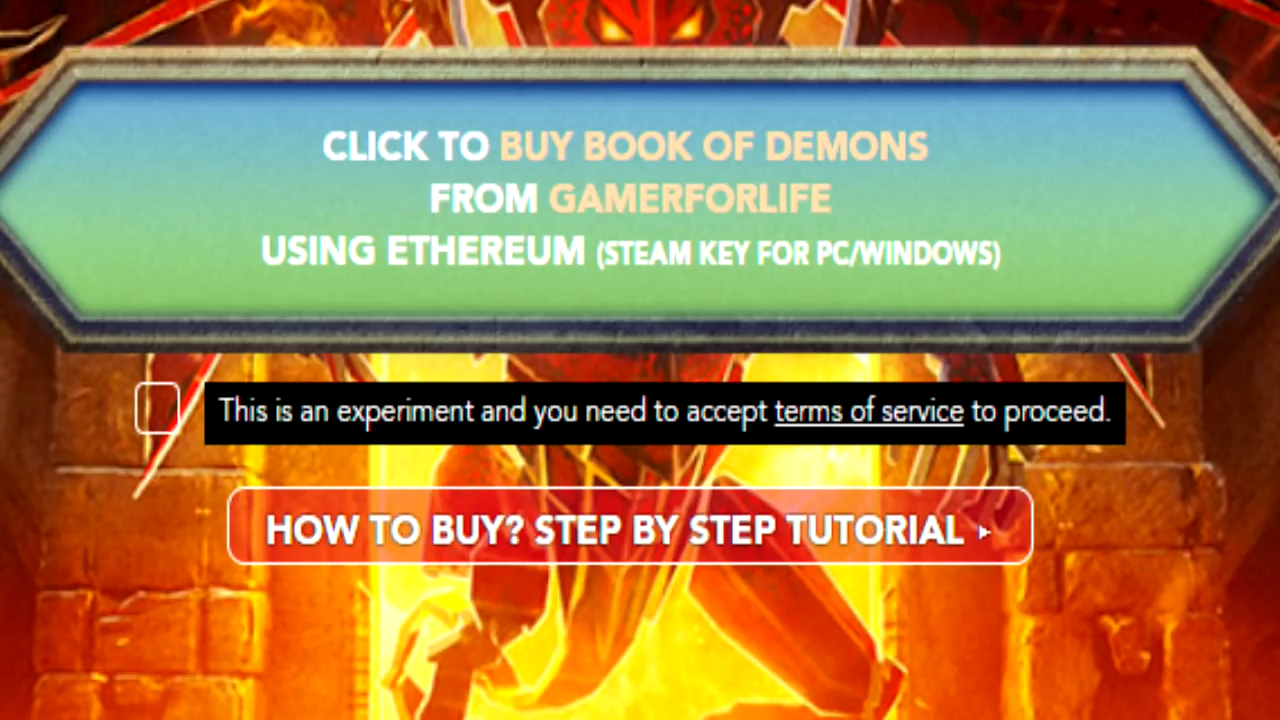 CLICK TO BUY BOOK OF DEMONS
FROM GAMERFORLIFE
USING ETHEREUM (STEAM KEY FOR PC/WINDOWS)
This is an experiment and you need to accept terms of service to proceed.
HOW TO BUY? STEP BY STEP TUTORIAL ▸